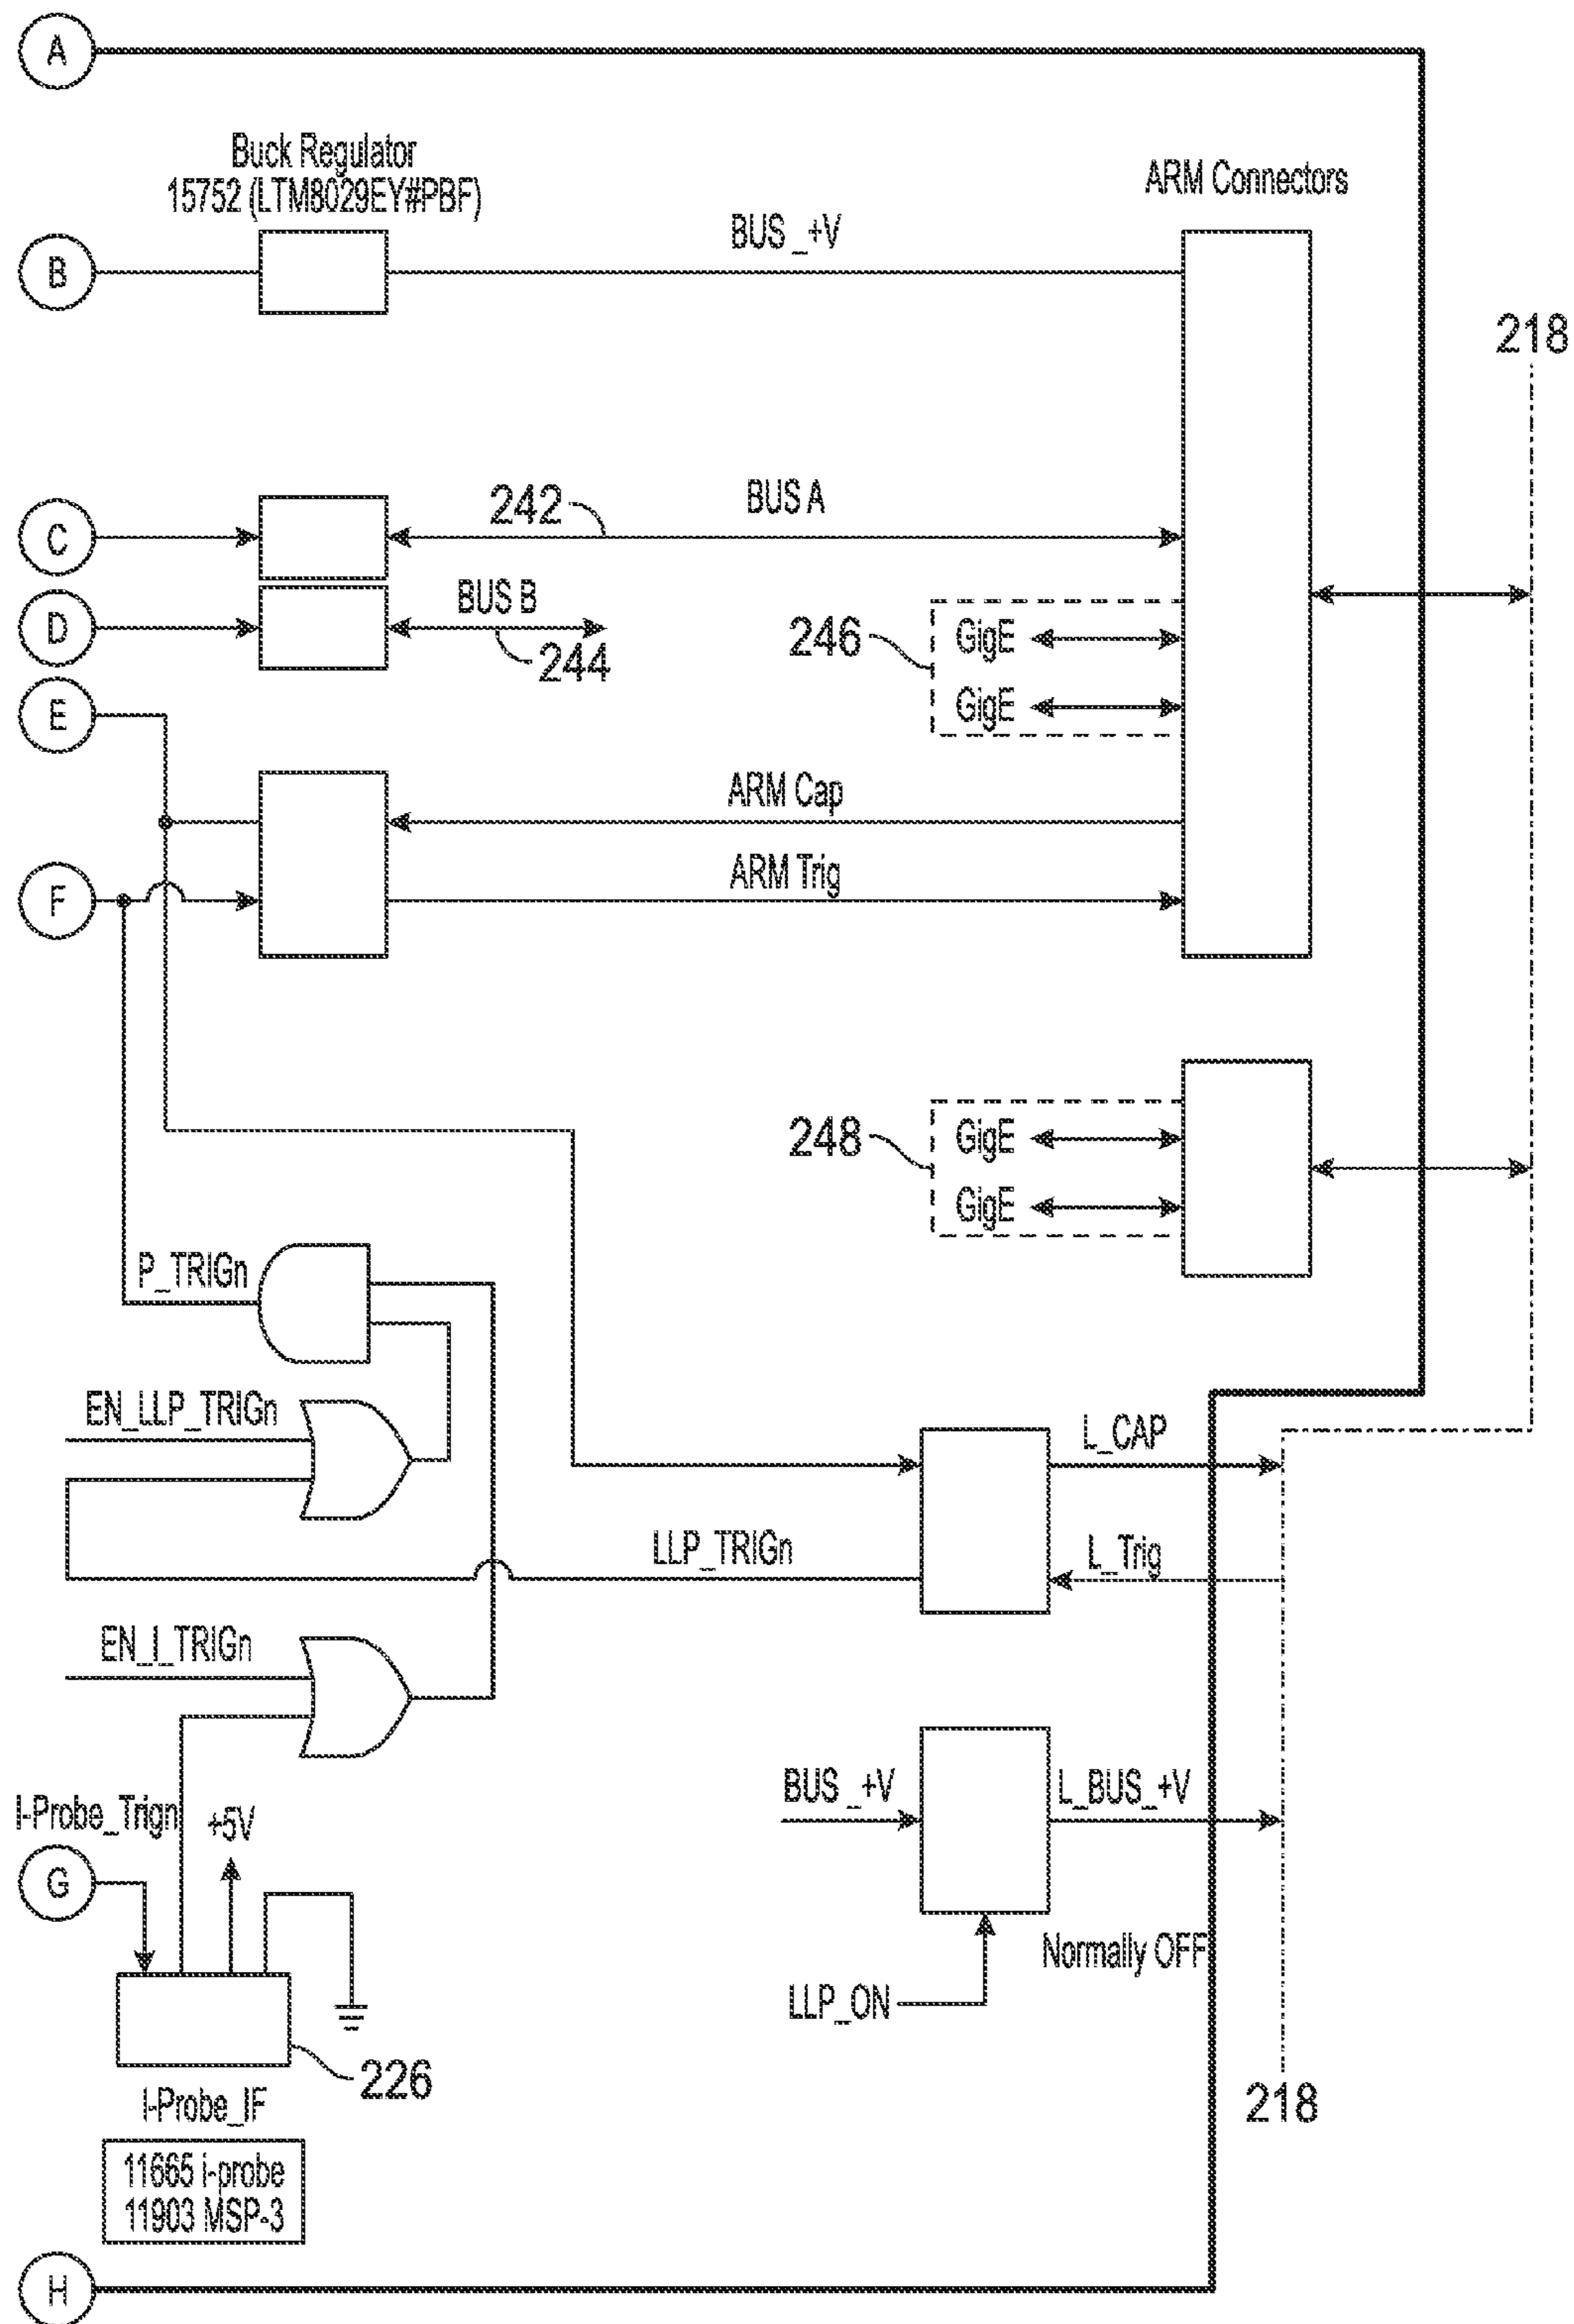 A
Buck Regulator
15752 (LTM8029EY#PBF)
ARM Connectors
B
BUS_+V
218
242
BUS A
C
BUS B
D
244
246
GigE
GigE
E
ARM Cap
ARM Trig
F
248
GigE
GigE
P_TRIGn
EN_LLP_TRIGn
L_CAP
LLP_TRIGn
L_Trig
EN_I_TRIGn
BUS_+V
L_BUS_+V
I-Probe_Trign
+5V
G
Normally OFF
LLP_ON
226
I-Probe_IF
218
11665 i-probe
11903 MSP-3
H